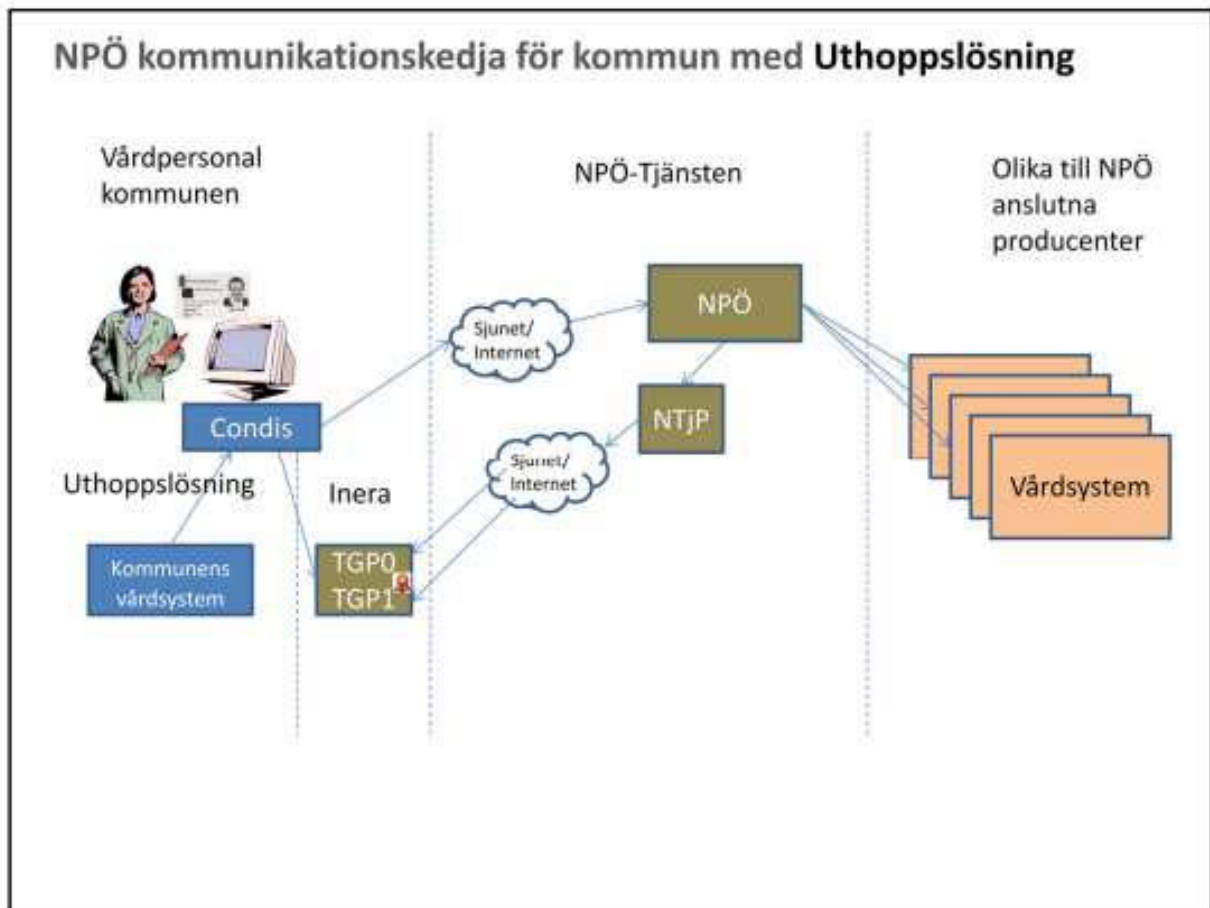 NPÖ kommunikationskedja för kommun med Uthoppslösning
Vårdpersonal
kommunen
NPÖ-Tjänsten
Olika till NPÖ
anslutna
producenter
NPÖ
Sjunet/
Internet
Condis
NTjP
Sjunet/
Internet
Vårdsystem
Uthoppslösning
Inera
Kommunens
vårdsystem
TGP0
TGP1